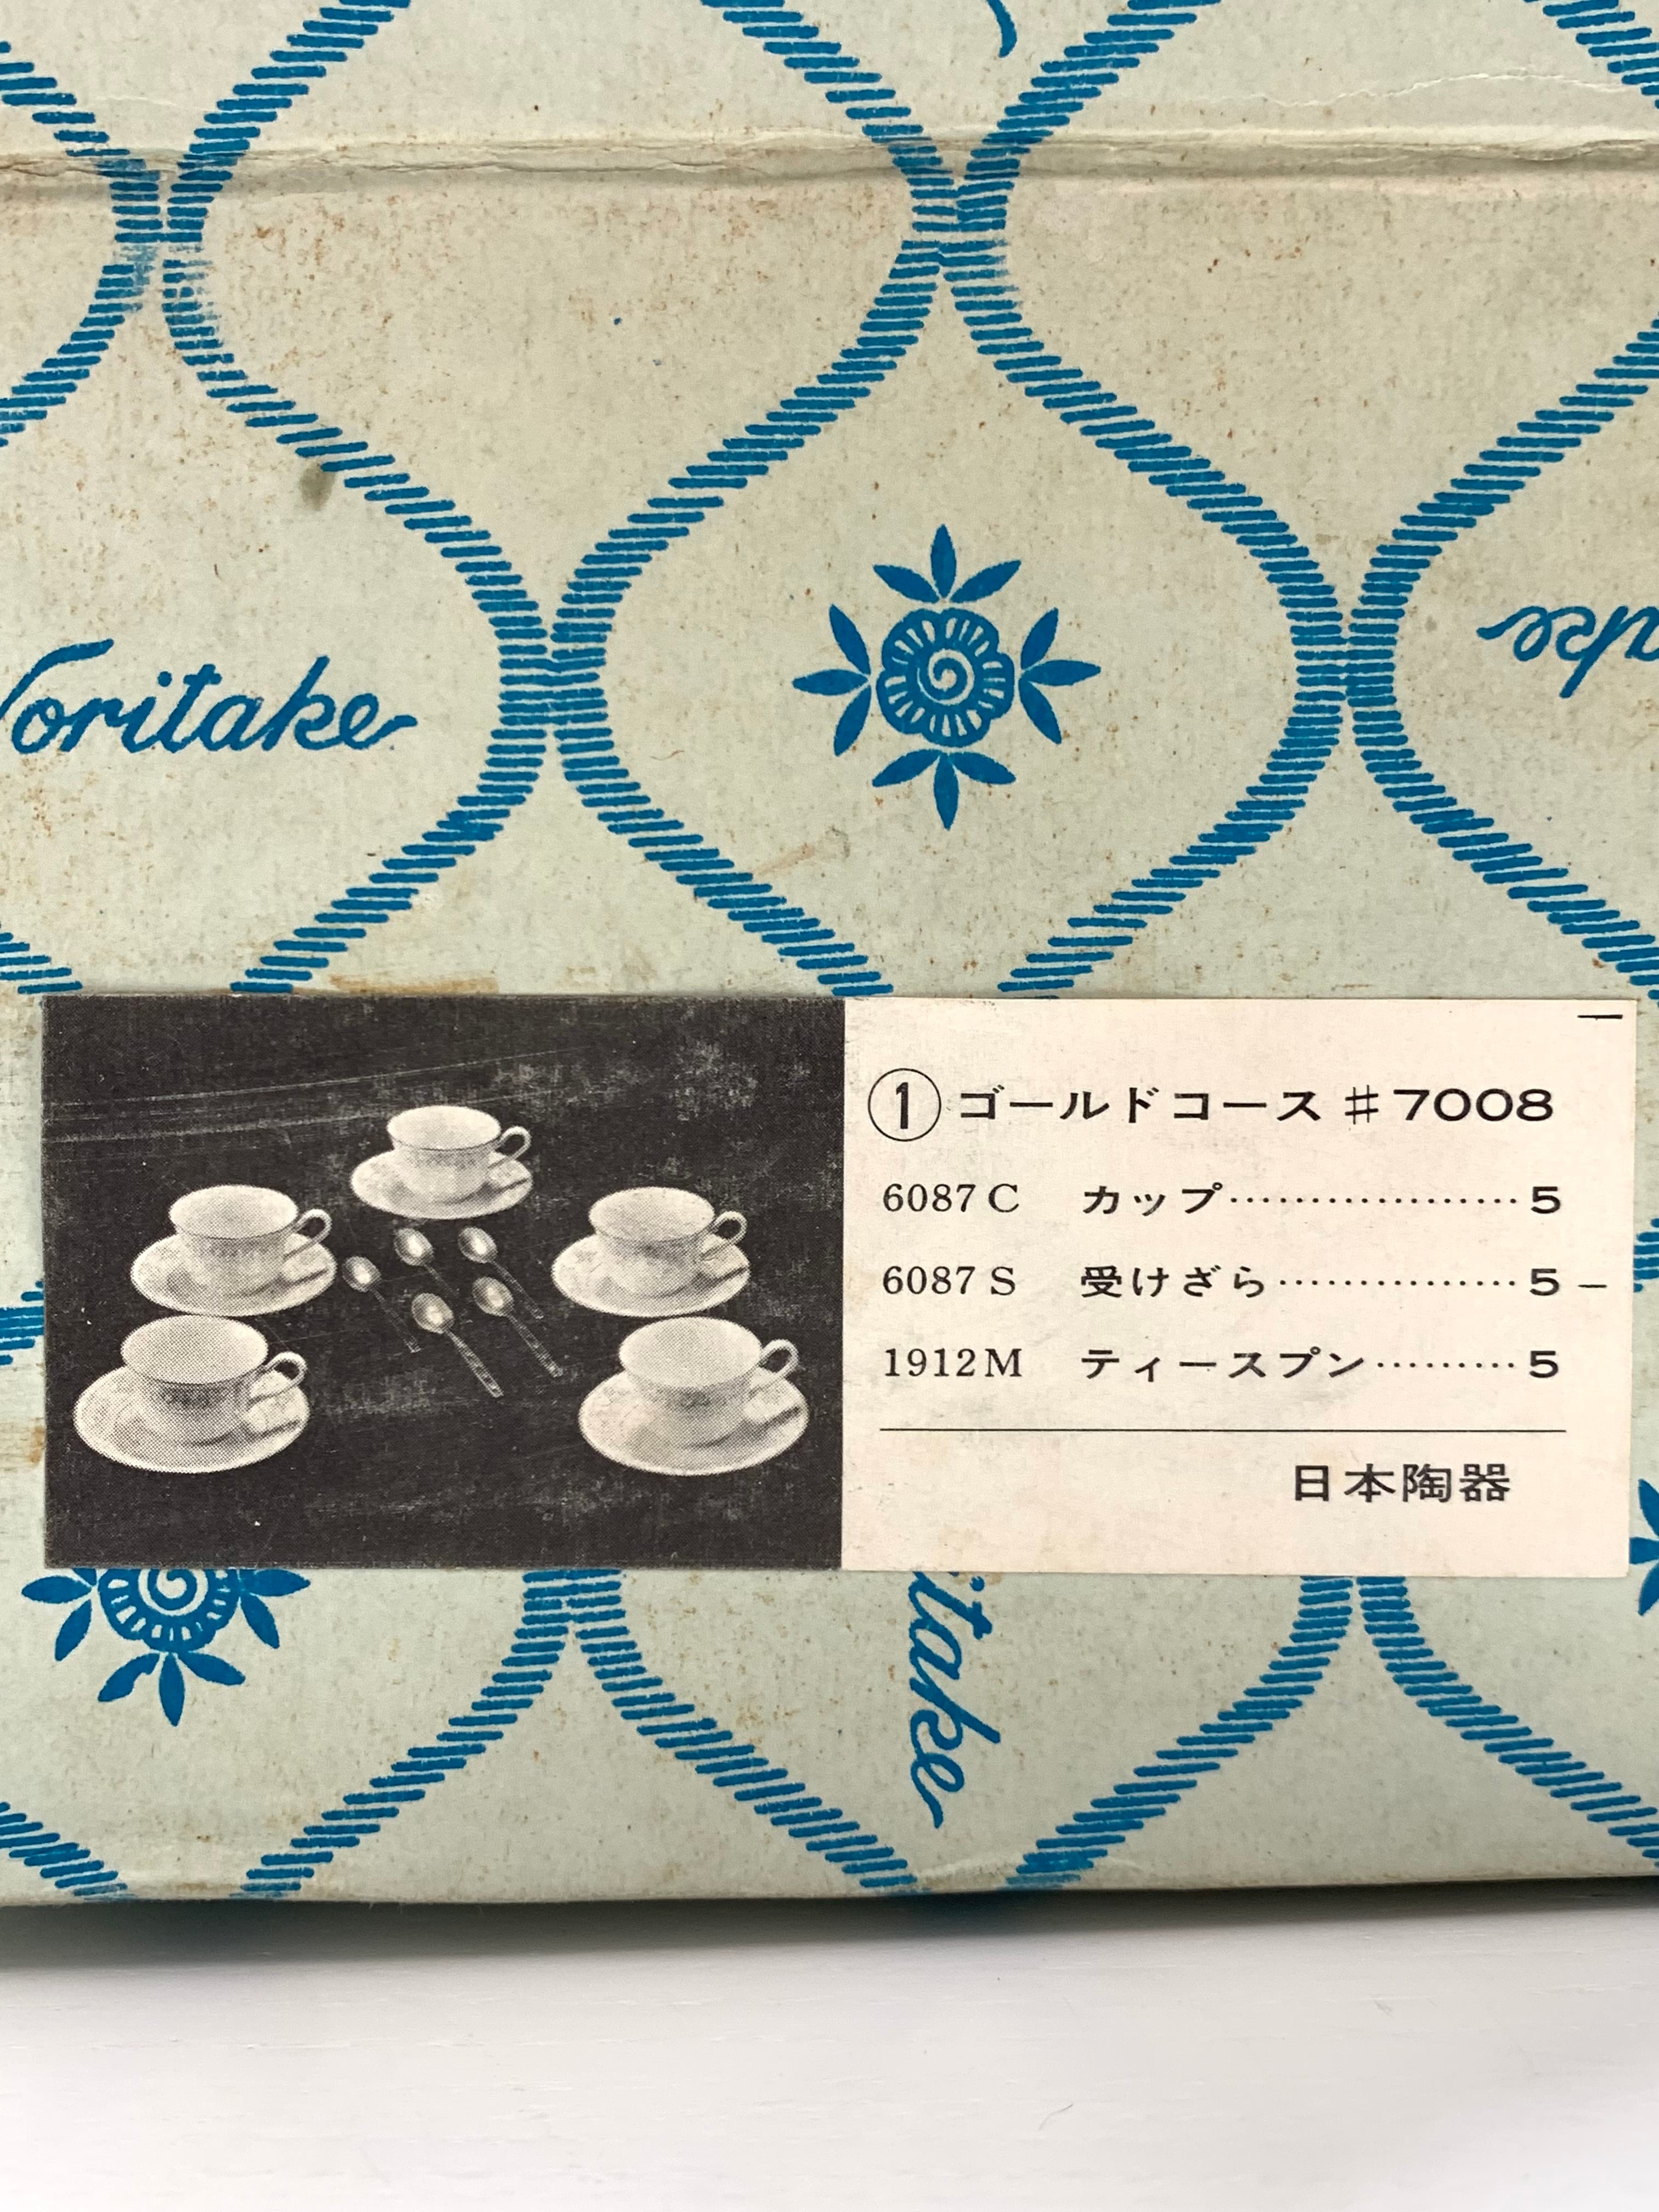 Noritake
① ゴールドコース #7008
6087 C カップ……………… 5
6087 S 受けざら…………… 5
1912 M ティースプン……… 5
日本陶器